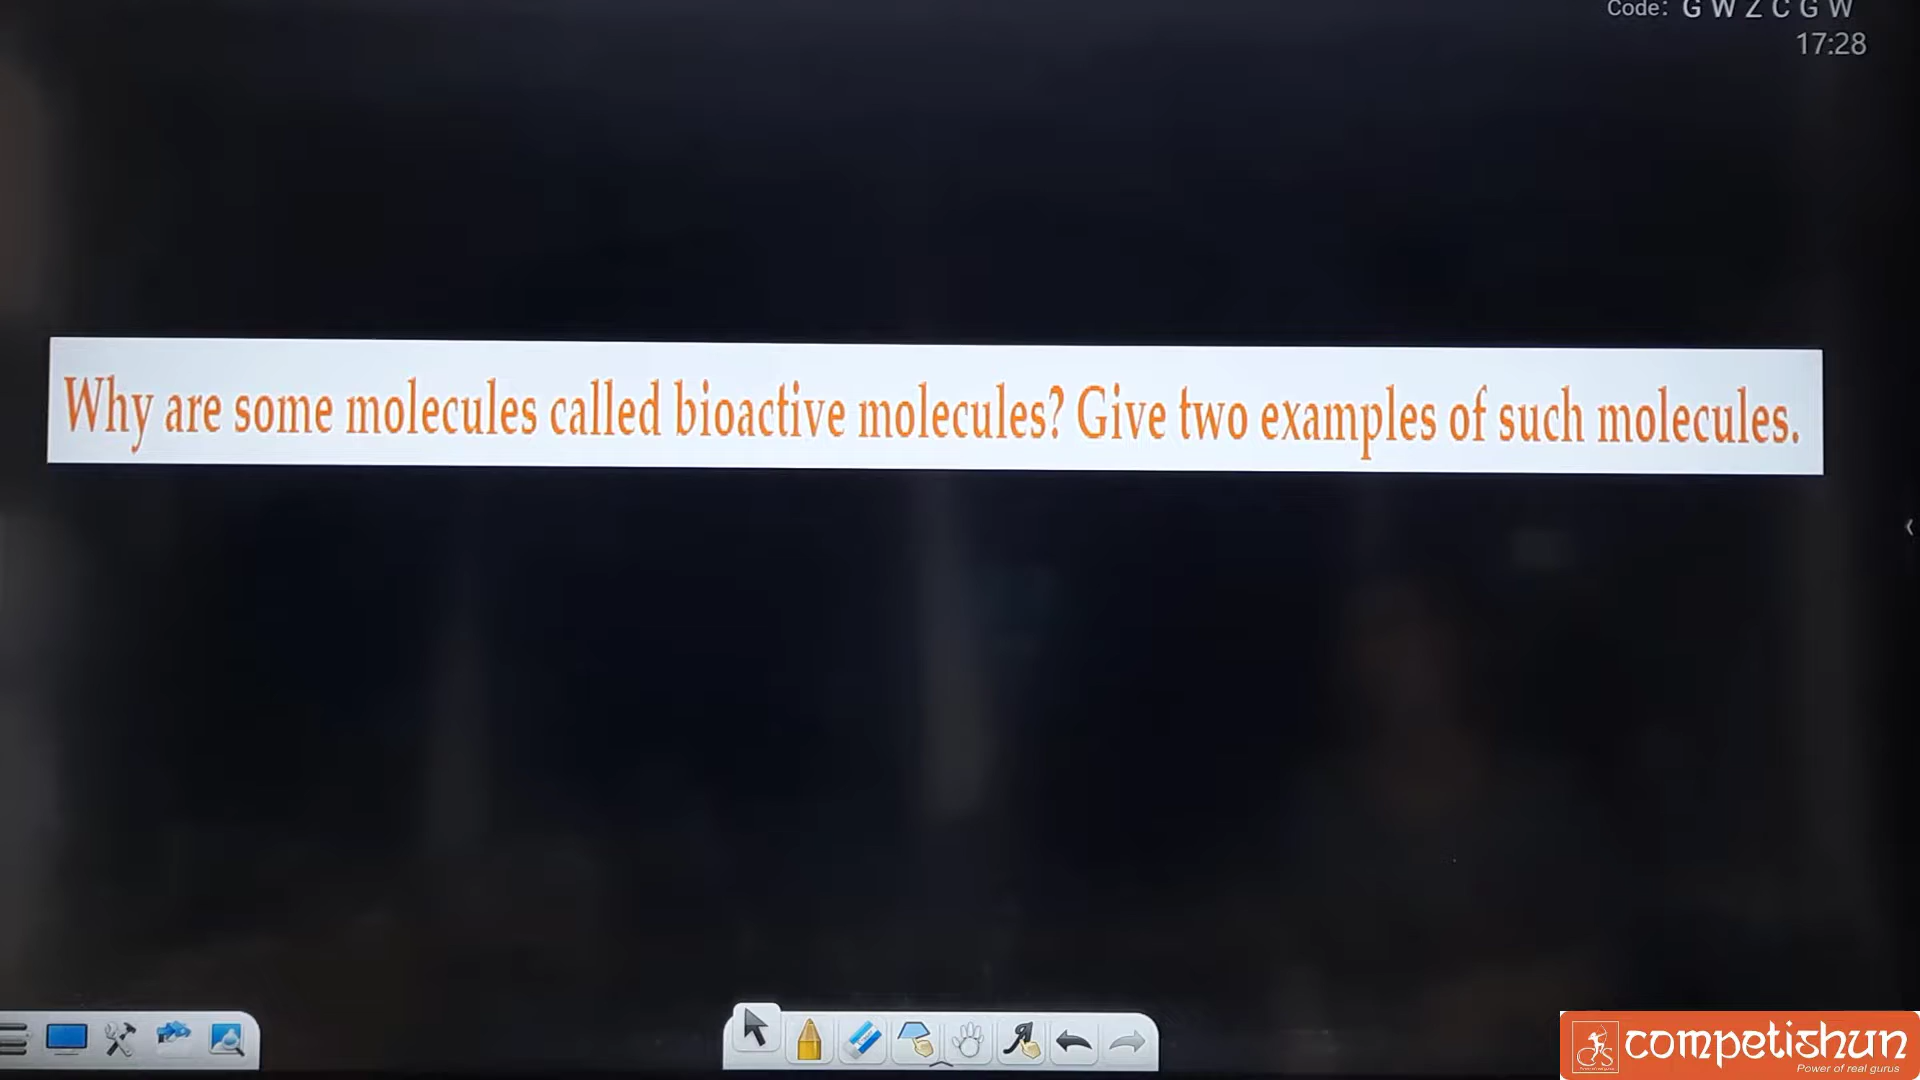 Code: G W Z C G W
17:28
Why are some molecules called bioactive molecules? Give two examples of such molecules.
competishun
Power of real gurus